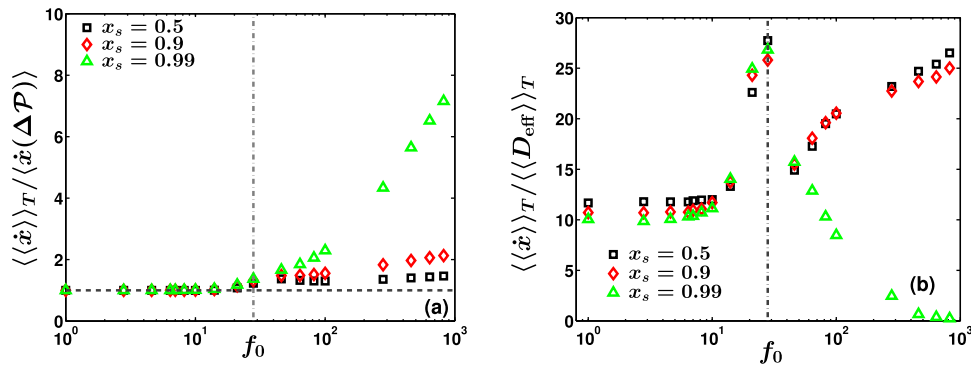 10
8
6
4
2
0
⟨⟨ẋ⟩⟩_T/⟨ẋ(ΔP)⟩
x_s = 0.5
x_s = 0.9
x_s = 0.99
(a)
10^0 10^1 10^2 10^3
f_0
30
25
20
15
10
5
0
⟨⟨ẋ⟩⟩_T/⟨⟨D_eff⟩⟩_T
x_s = 0.5
x_s = 0.9
x_s = 0.99
(b)
10^0 10^1 10^2 10^3
f_0